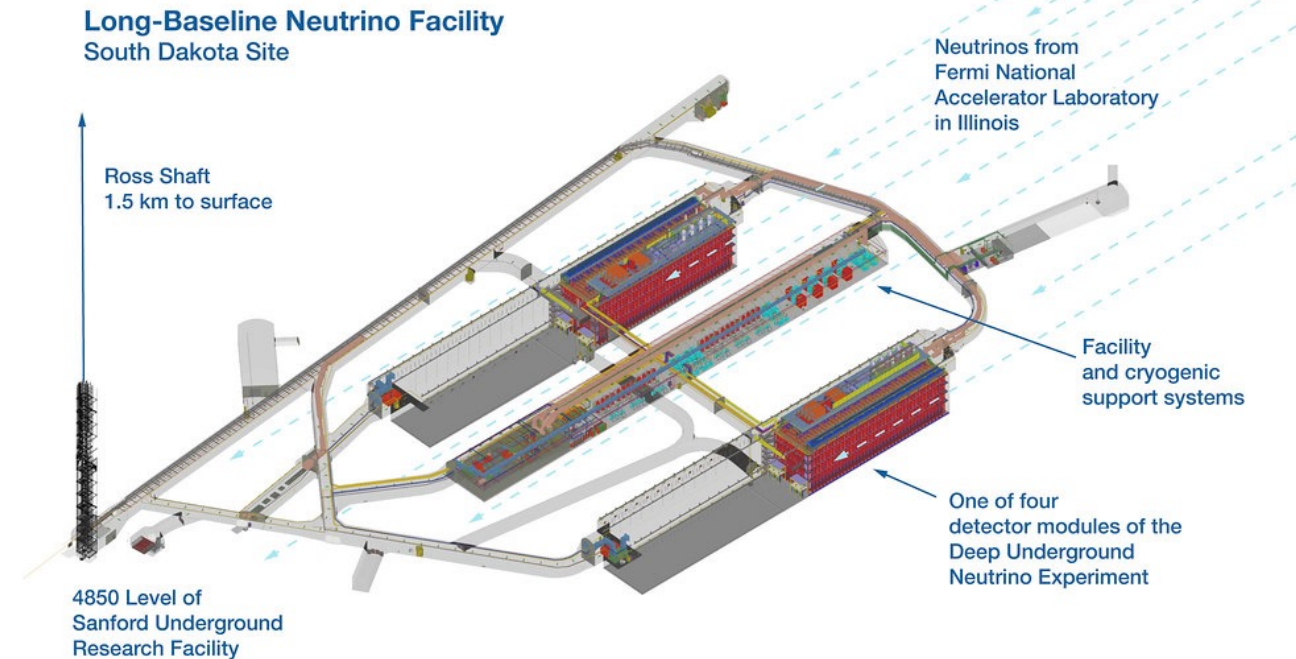 Long-Baseline Neutrino Facility
South Dakota Site
Neutrinos from
Fermi National
Accelerator Laboratory
in Illinois
Ross Shaft
1.5 km to surface
Facility
and cryogenic
support systems
One of four
detector modules of the
Deep Underground
Neutrino Experiment
4850 Level of
Sanford Underground
Research Facility